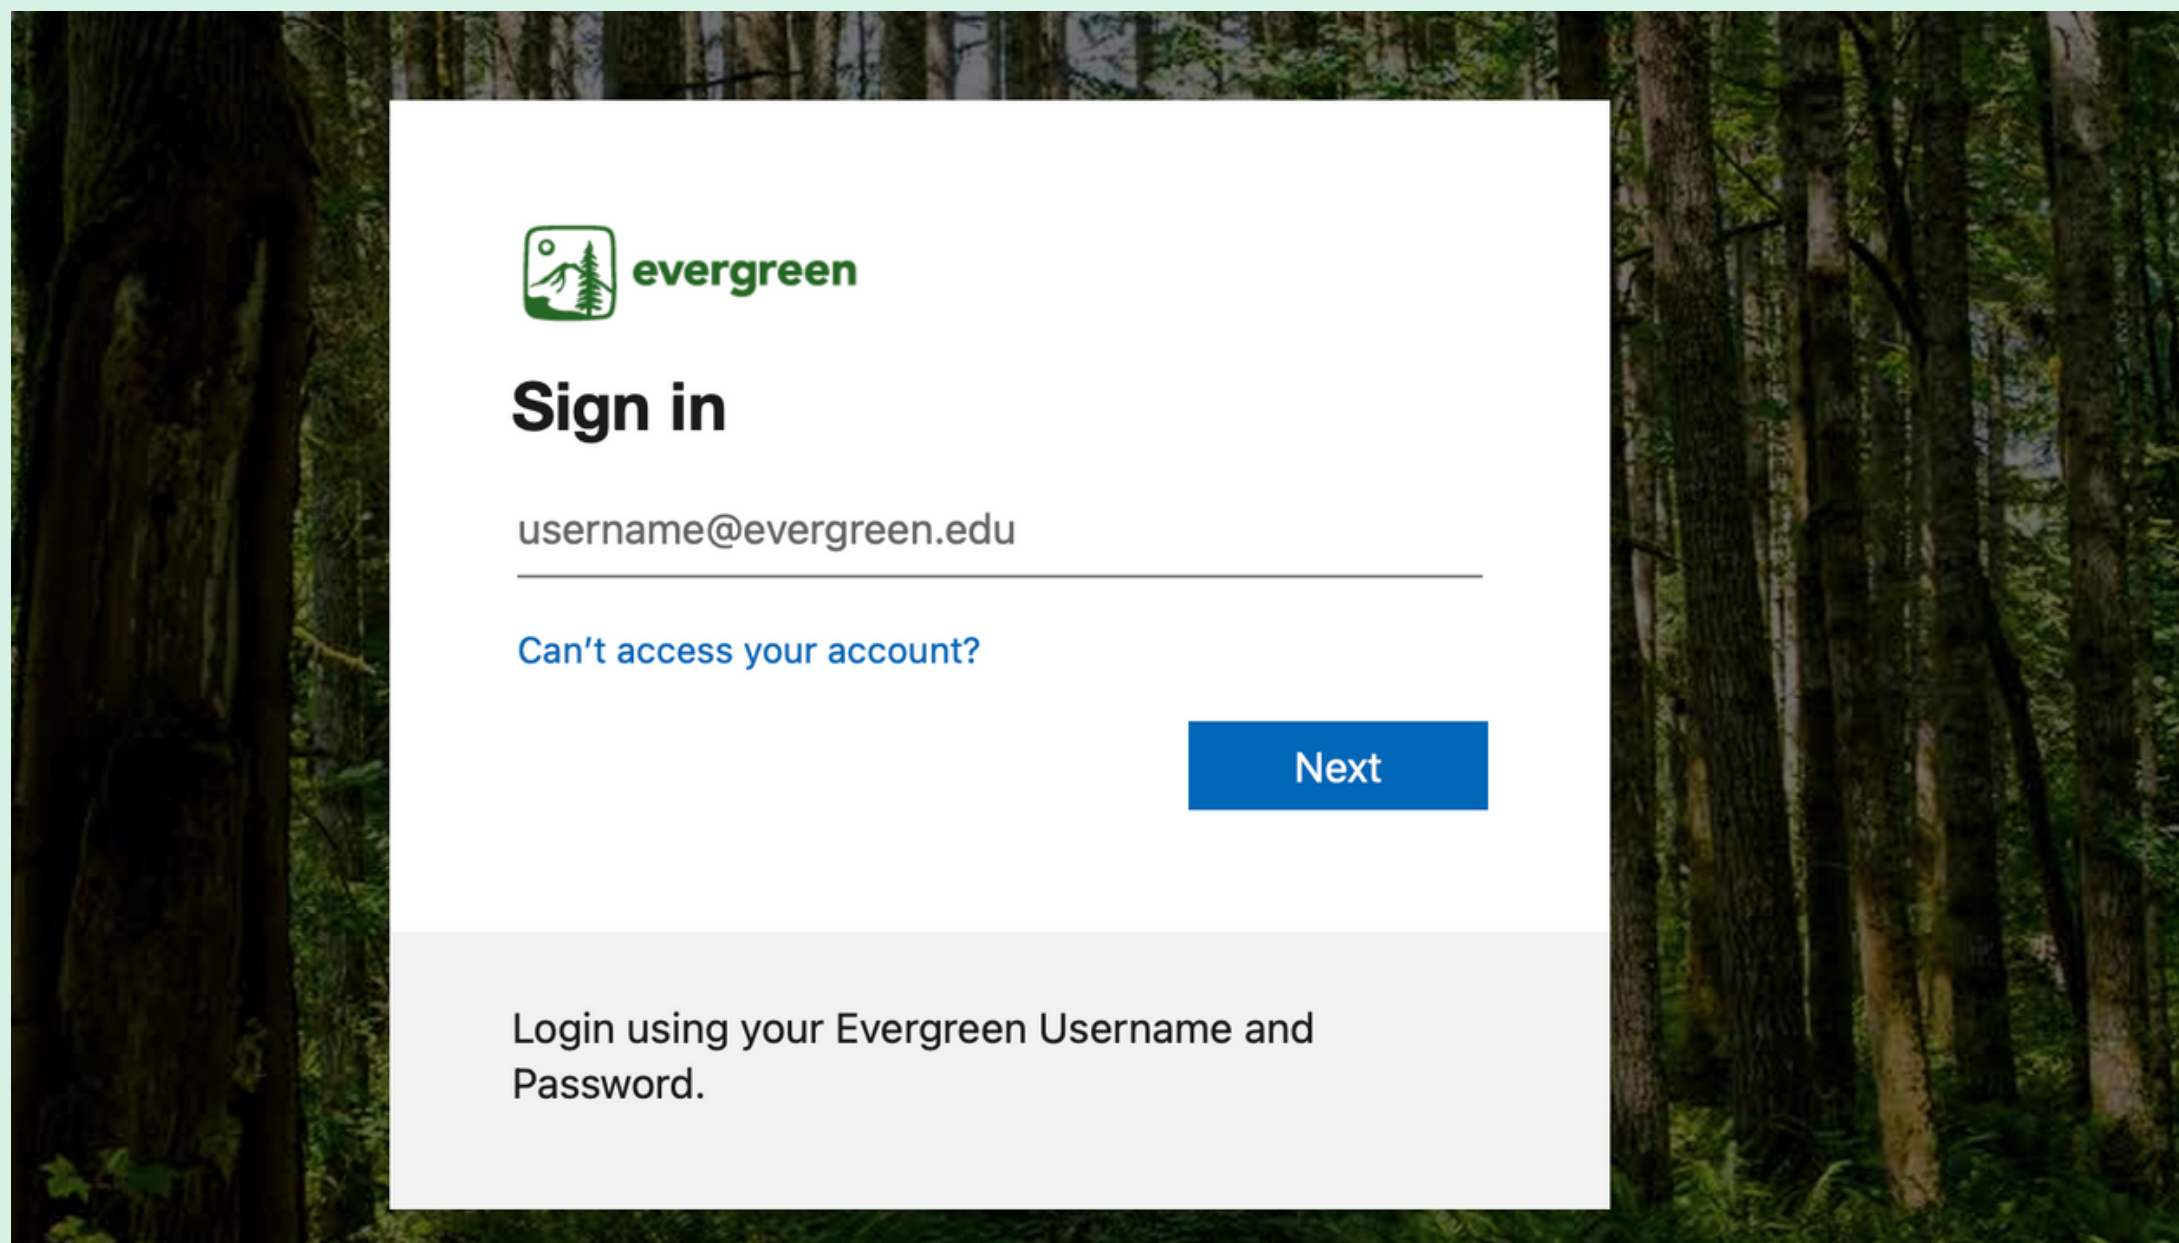 evergreen
Sign in
username@evergreen.edu
Can't access your account?
Next
Login using your Evergreen Username and
Password.